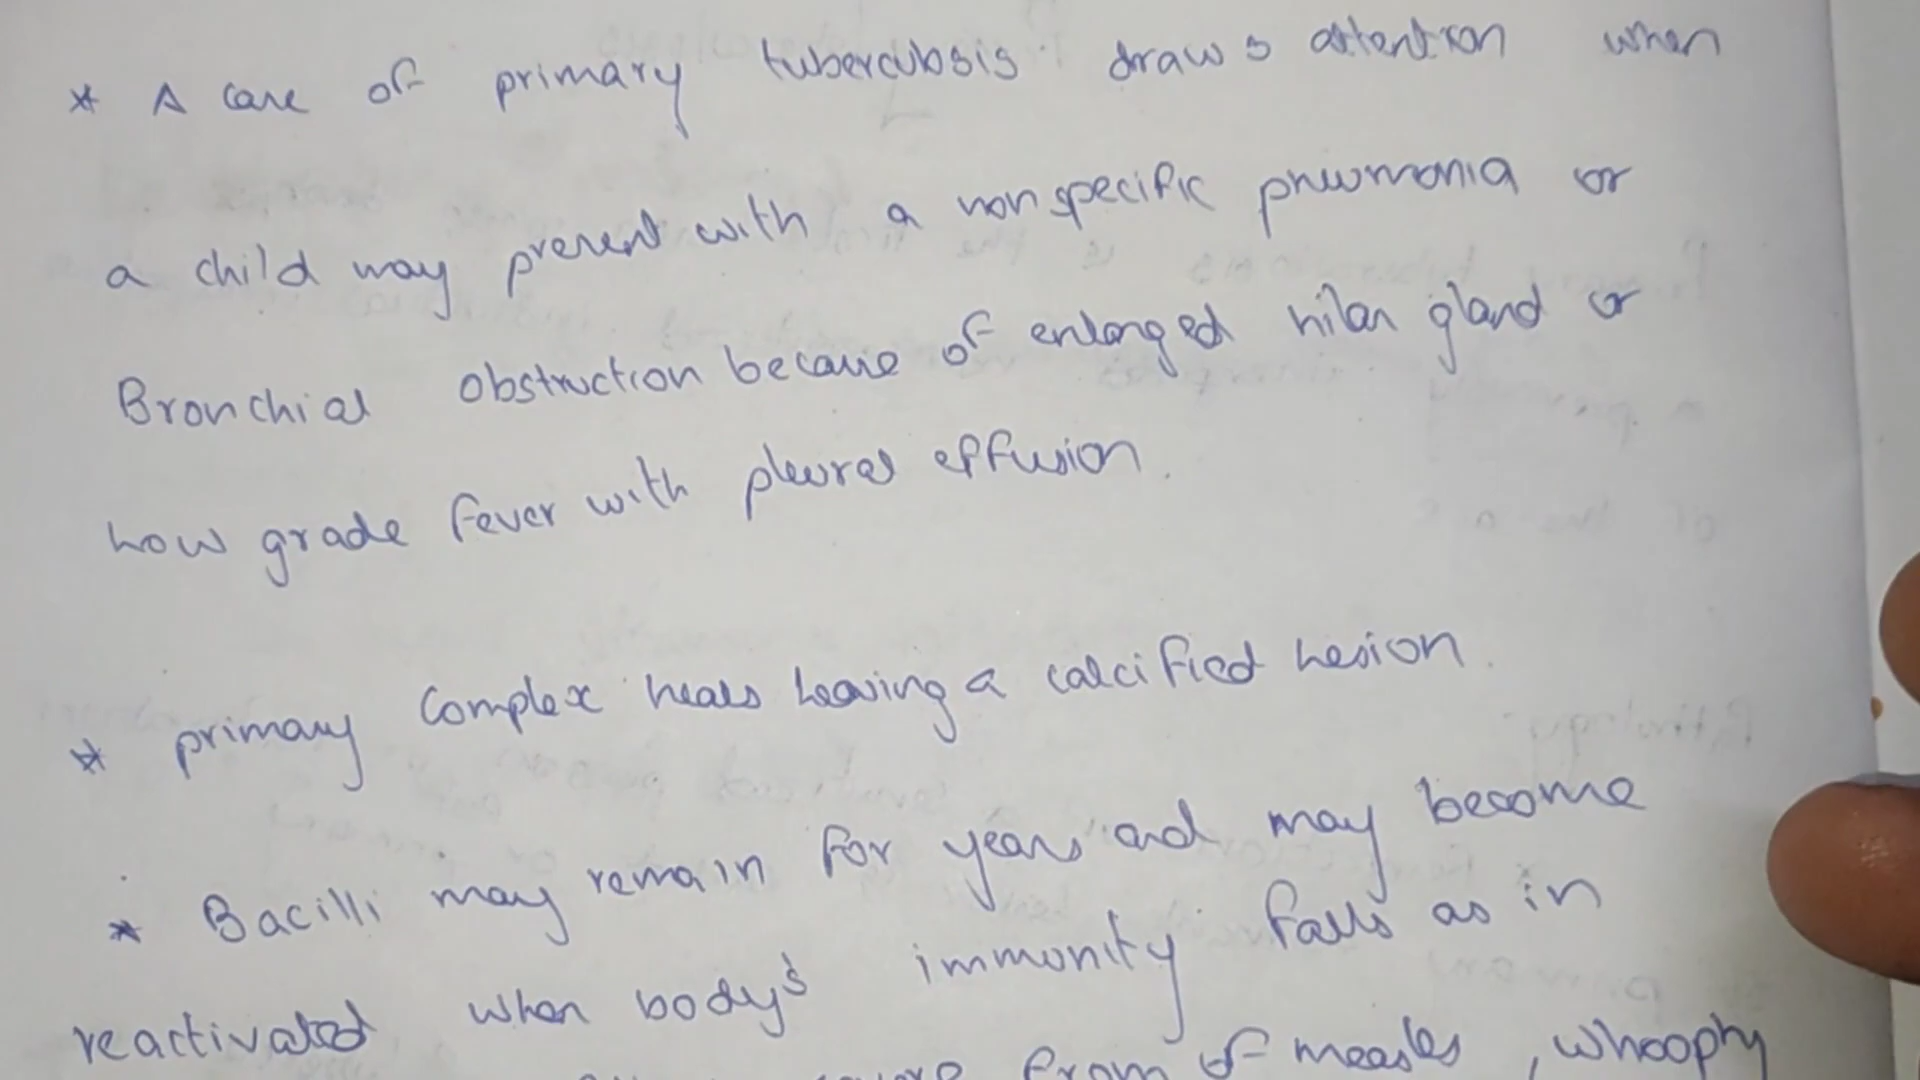 * A case of primary tuberculosis draws attention when
a child may present with a nonspecific pneumonia or
Bronchial obstruction because of enlarged hilar gland or
Low grade fever with pleural effusion.
* primary complex heals leaving a calcified lesion.
* Bacilli may remain for years and may become
reactivated when body's immunity falls as in
from of measles, whooping